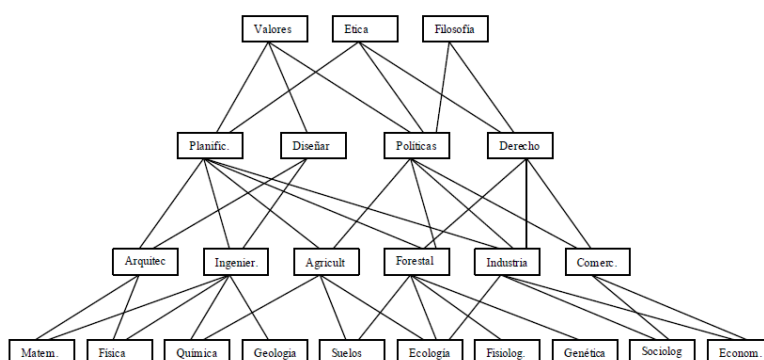 Valores
Etica
Filosofía
Planific.
Diseñar
Políticas
Derecho
Arquitec
Ingenier.
Agricult
Forestal
Industria
Comerc.
Matem.
Física
Química
Geología
Suelos
Ecología
Fisiolog.
Genética
Sociolog
Econom.